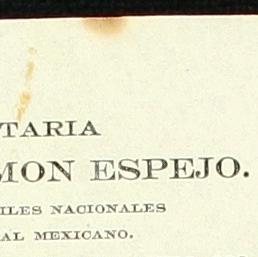 TARIA
MON ESPEJO.
ILES NACIONALES
AL MEXICANO.